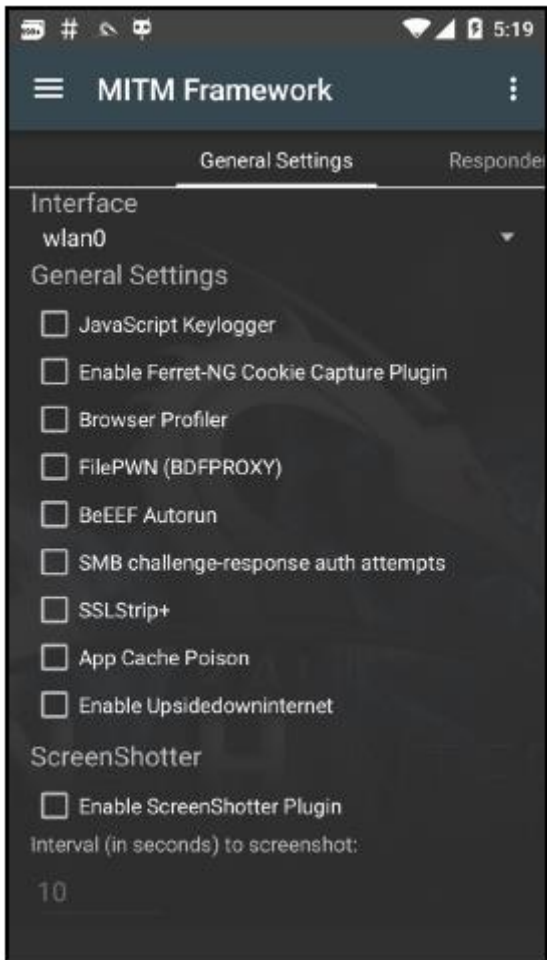 # 5:19
MITM Framework
General Settings Responde
Interface
wlan0
General Settings
JavaScript Keylogger
Enable Ferret-NG Cookie Capture Plugin
Browser Profiler
FilePWN (BDFPROXY)
BeEEF Autorun
SMB challenge-response auth attempts
SSLStrip+
App Cache Poison
Enable Upsidedowninternet
ScreenShotter
Enable ScreenShotter Plugin
Interval (in seconds) to screenshot:
10